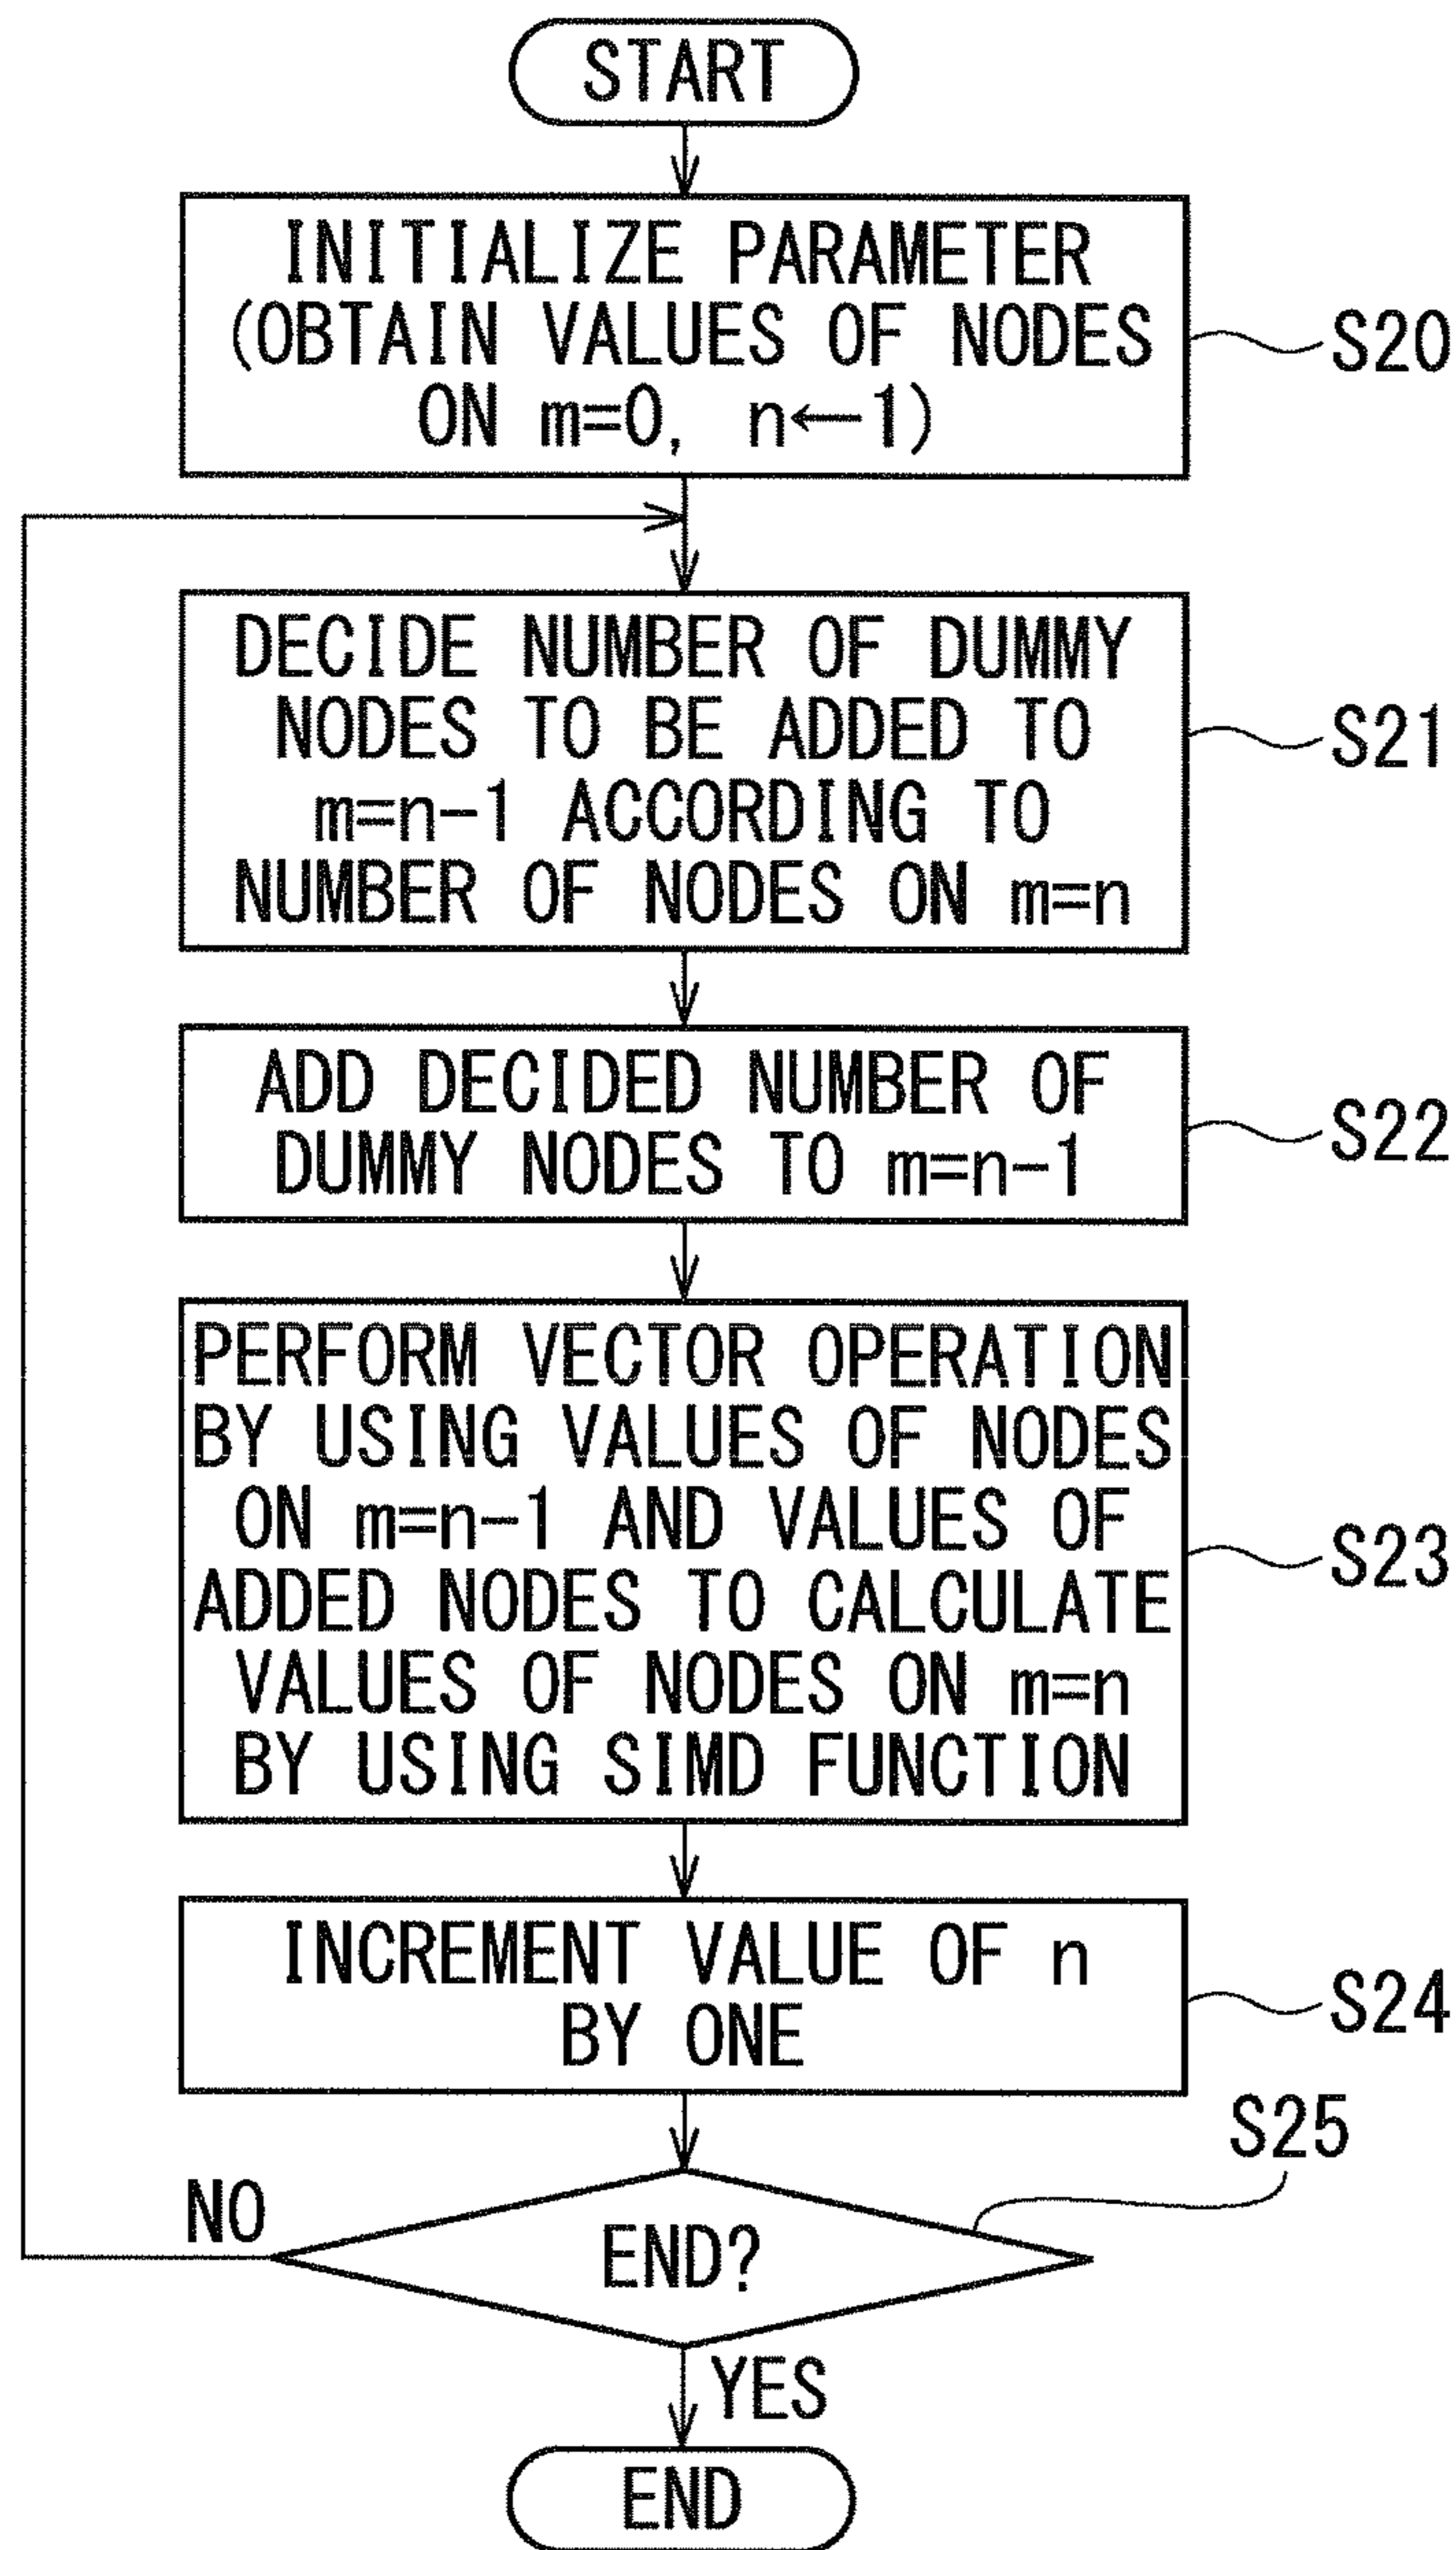 START
INITIALIZE PARAMETER
(OBTAIN VALUES OF NODES
ON m=0, n←1)
S20
DECIDE NUMBER OF DUMMY
NODES TO BE ADDED TO
m=n-1 ACCORDING TO
NUMBER OF NODES ON m=n
S21
ADD DECIDED NUMBER OF
DUMMY NODES TO m=n-1
S22
PERFORM VECTOR OPERATION
BY USING VALUES OF NODES
ON m=n-1 AND VALUES OF
ADDED NODES TO CALCULATE
VALUES OF NODES ON m=n
BY USING SIMD FUNCTION
S23
INCREMENT VALUE OF n
BY ONE
S24
S25
NO
END?
YES
END